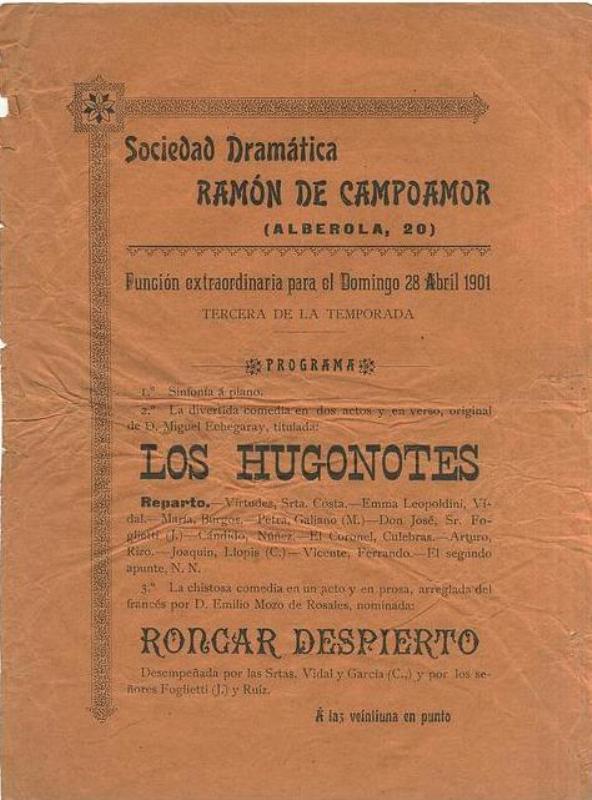 Sociedad Dramática
RAMÓN DE CAMPOAMOR
(ALBEROLA, 20)
Función extraordinaria para el Domingo 28 Abril 1901
TERCERA DE LA TEMPORADA
PROGRAMA
1.º Sinfonía á piano.
2.º La divertida comedia en dos actos y en verso, original
de D. Miguel Echegaray, titulada:
LOS HUGONOTES
Reparto.—Virtudes, Srta. Costa.—Emma Leopoldini, Vi-
dal.—María, Burgos.—Petra, Galiano (M.)—Don José, Sr. Fo-
glietti (J.)—Cándido, Núñez.—El Coronel, Culebras.—Arturo,
Rizo.—Joaquin, Llopis (C.)—Vicente, Ferrando.—El segundo
apunte, N. N.
3.º La chistosa comedia en un acto y en prosa, arreglada del
francés por D. Emilio Mozo de Rosales, nominada:
RONCAR DESPIERTO
Desempeñada por las Srtas. Vidal y García (C.,) y por los se-
ñores Foglietti (J.) y Ruíz.
Á las veintiuna en punto